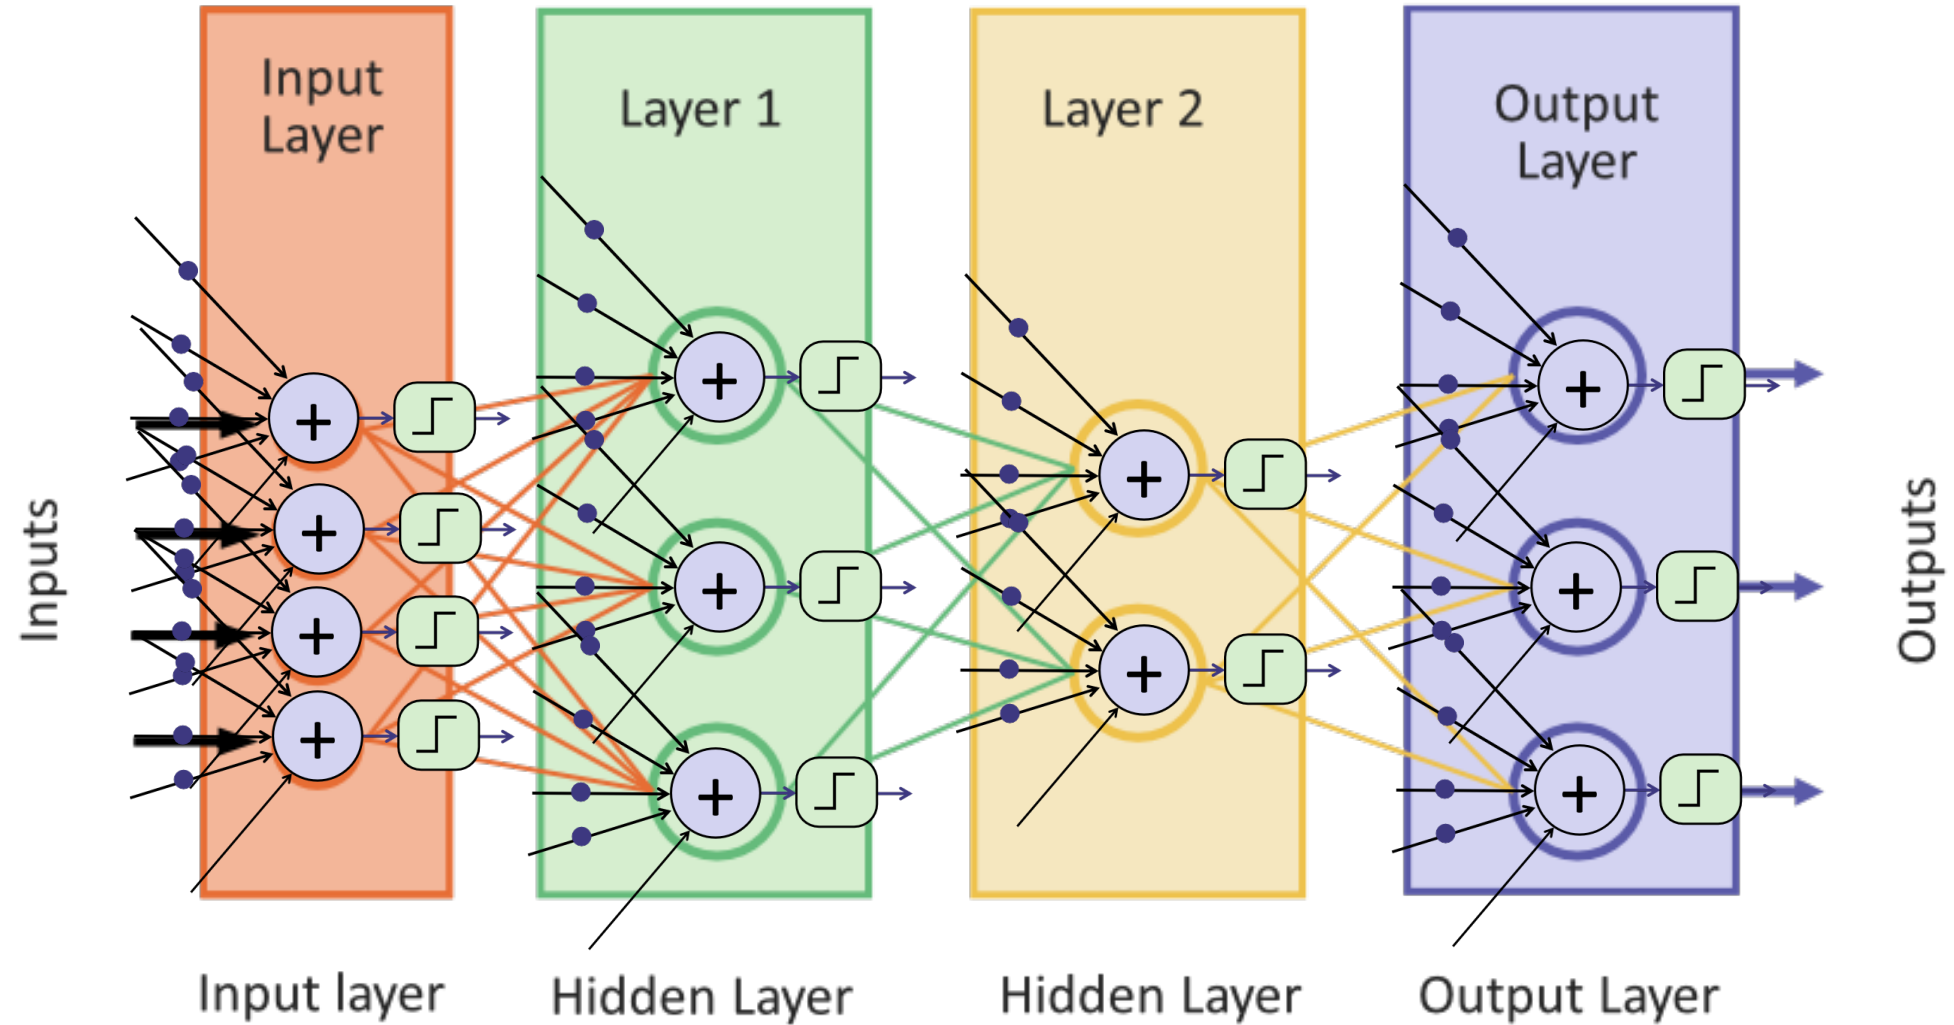 Input
Layer
Layer 1
Layer 2
Output
Layer
Inputs
+
+
+
+
+
+
+
+
+
+
+
+
Outputs
Input layer
Hidden Layer
Hidden Layer
Output Layer